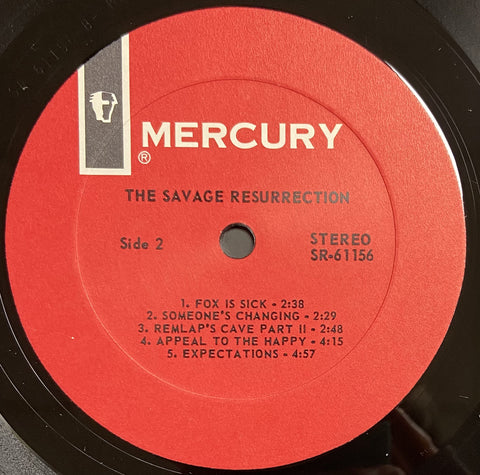 MERCURY
®
THE SAVAGE RESURRECTION
Side 2
STEREO
SR-61156
1. FOX IS SICK - 2:38
2. SOMEONE'S CHANGING - 2:29
3. REMLAP'S CAVE PART II - 2:48
4. APPEAL TO THE HAPPY - 4:15
5. EXPECTATIONS - 4:57